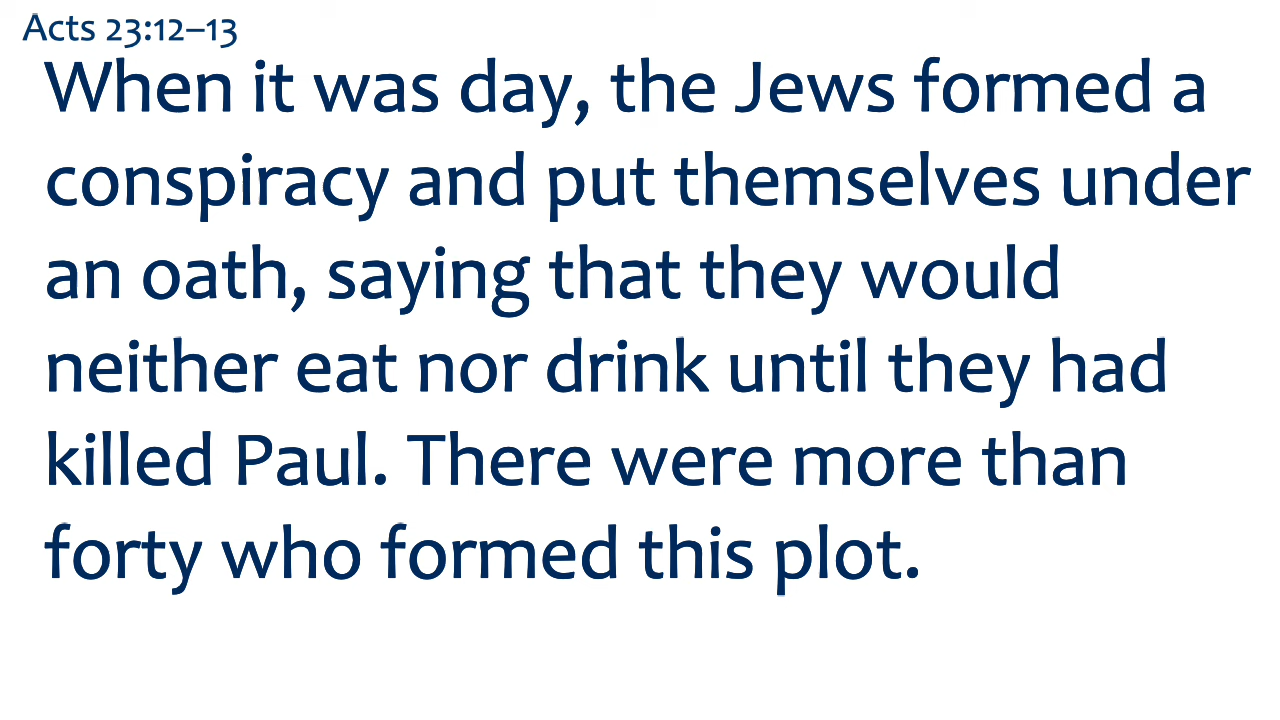 Acts 23:12–13
When it was day, the Jews formed a
conspiracy and put themselves under
an oath, saying that they would
neither eat nor drink until they had
killed Paul. There were more than
forty who formed this plot.